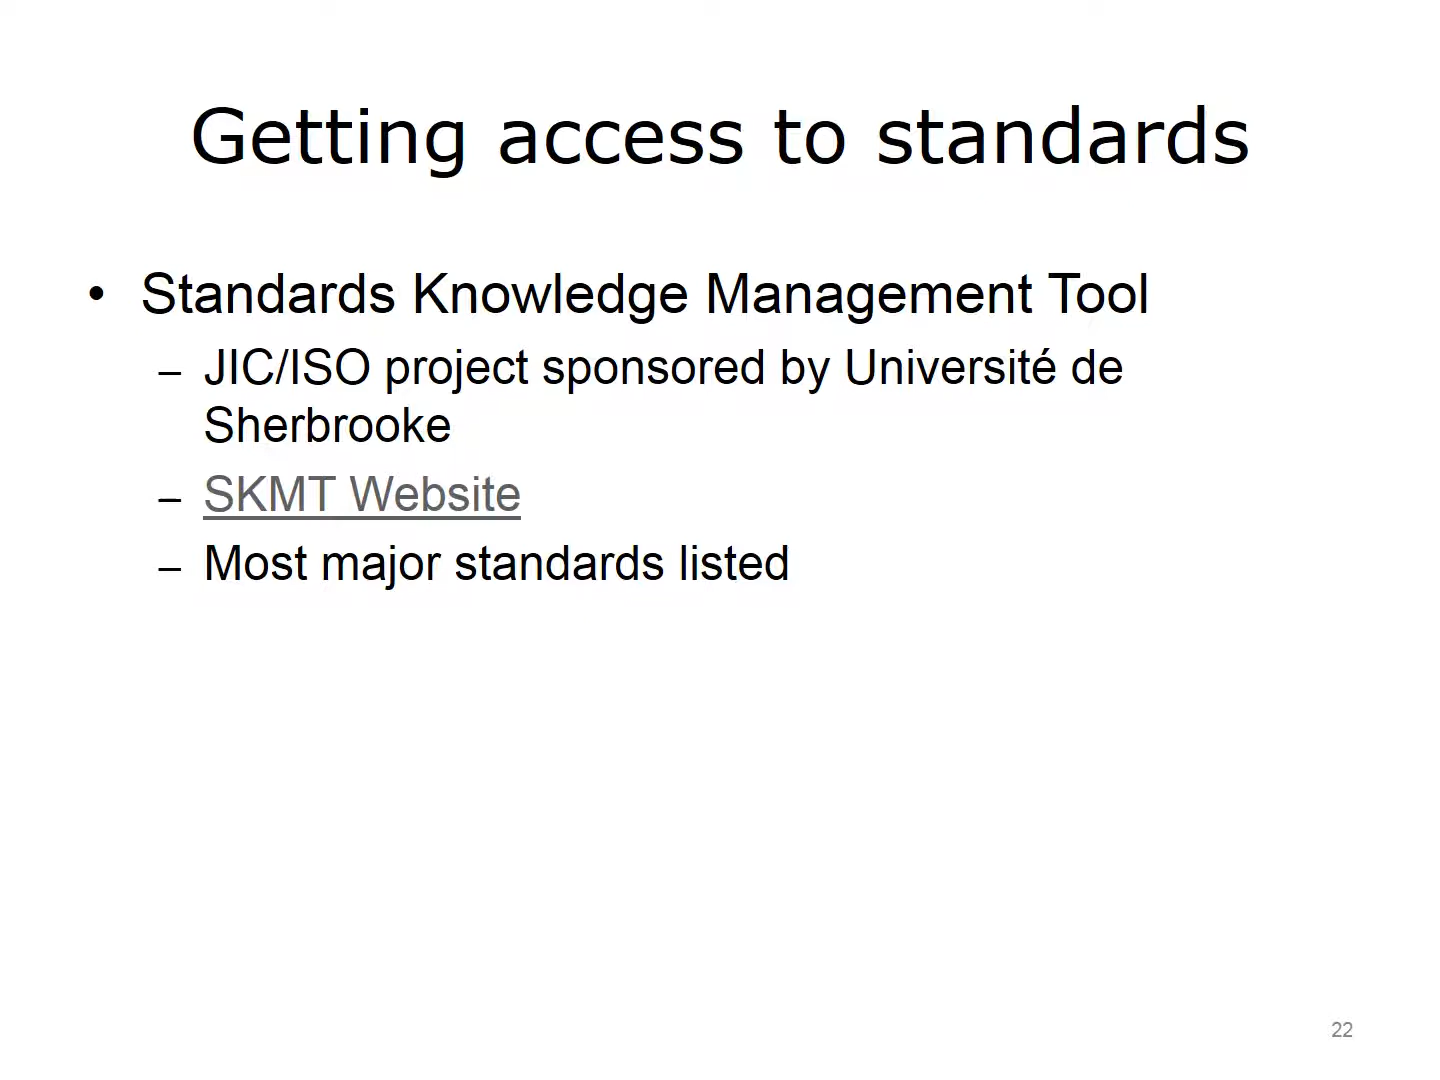 Getting access to standards
• Standards Knowledge Management Tool
– JIC/ISO project sponsored by Université de
Sherbrooke
– SKMT Website
– Most major standards listed
22